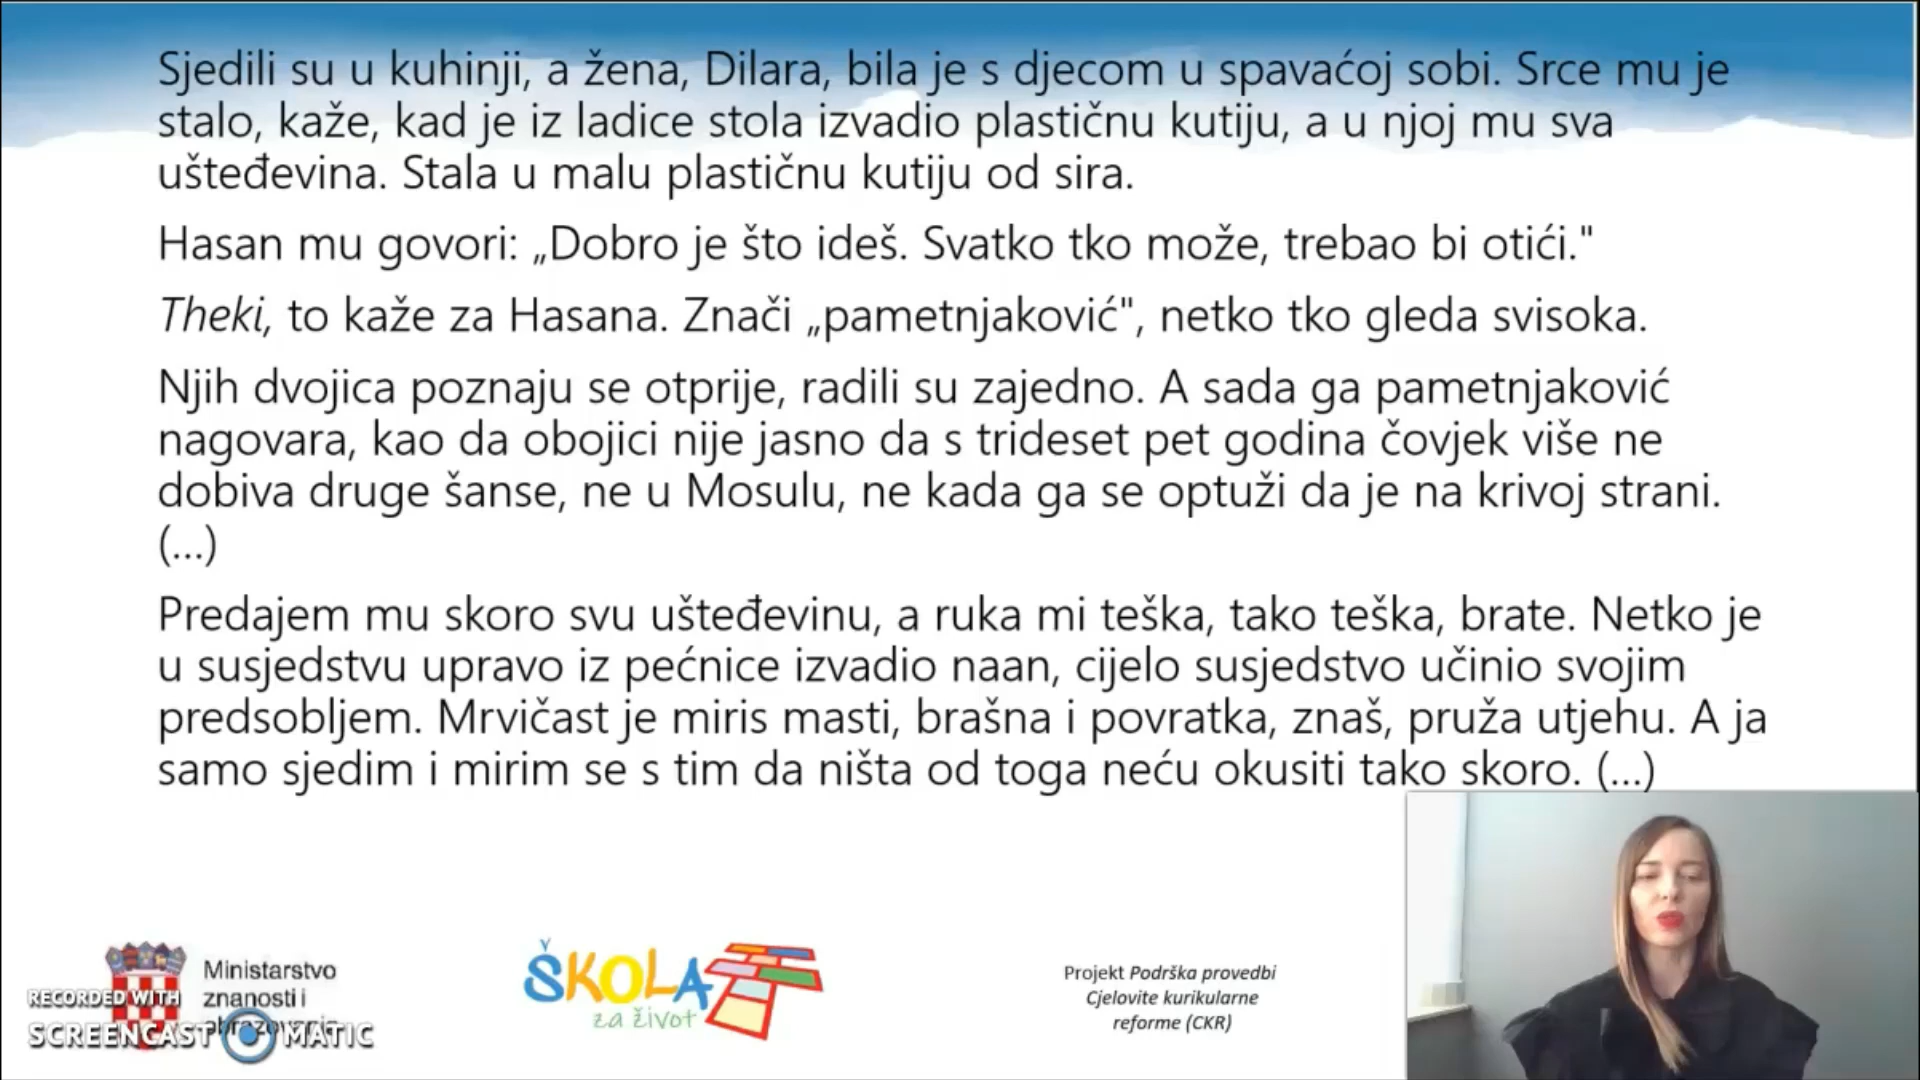 Sjedili su u kuhinji, a žena, Dilara, bila je s djecom u spavaćoj sobi. Srce mu je
stalo, kaže, kad je iz ladice stola izvadio plastičnu kutiju, a u njoj mu sva
ušteđevina. Stala u malu plastičnu kutiju od sira.
Hasan mu govori: „Dobro je što ideš. Svatko tko može, trebao bi otići."
Theki, to kaže za Hasana. Znači „pametnjaković", netko tko gleda svisoka.
Njih dvojica poznaju se otprije, radili su zajedno. A sada ga pametnjaković
nagovara, kao da obojici nije jasno da s trideset pet godina čovjek više ne
dobiva druge šanse, ne u Mosulu, ne kada ga se optuži da je na krivoj strani.
(...)
Predajem mu skoro svu ušteđevinu, a ruka mi teška, tako teška, brate. Netko je
u susjedstvu upravo iz pećnice izvadio naan, cijelo susjedstvo učinio svojim
predsobljem. Mrvičast je miris masti, brašna i povratka, znaš, pruža utjehu. A ja
samo sjedim i mirim se s tim da ništa od toga neću okusiti tako skoro. (...)
Ministarstvo
znanosti i
obrazovanja
RECORDED WITH
SCREENCAST MATIC
ŠKOLA
za život
Projekt Podrška provedbi
Cjelovite kurikularne
reforme (CKR)